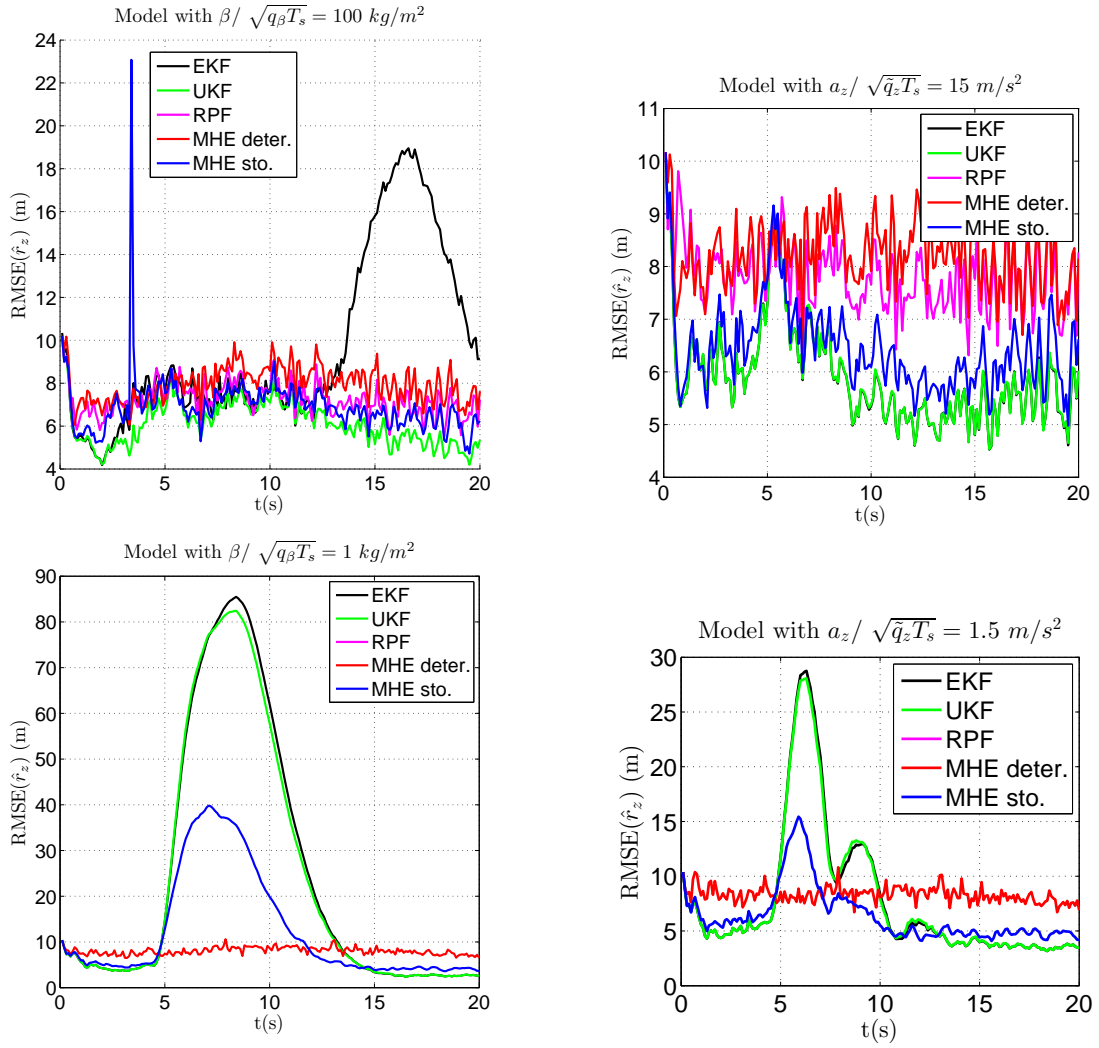 Model with β/ √(q_β T_s) = 100 kg/m²
24
22
20
18
16
14
12
10
8
6
4
RMSE(r̂_z) (m)
EKF
UKF
RPF
MHE deter.
MHE sto.
0 5 10 15 20
t(s)
Model with a_z/ √(q̃_z T_s) = 15 m/s²
11
10
9
8
7
6
5
4
RMSE(r̂_z) (m)
EKF
UKF
RPF
MHE deter.
MHE sto.
0 5 10 15 20
t(s)
Model with β/ √(q_β T_s) = 1 kg/m²
90
80
70
60
50
40
30
20
10
0
RMSE(r̂_z) (m)
EKF
UKF
RPF
MHE deter.
MHE sto.
0 5 10 15 20
t(s)
Model with a_z/ √(q̃_z T_s) = 1.5 m/s²
30
25
20
15
10
5
0
RMSE(r̂_z) (m)
EKF
UKF
RPF
MHE deter.
MHE sto.
0 5 10 15 20
t(s)